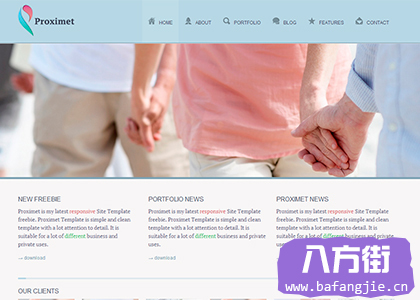 Proximet
HOME ABOUT PORTFOLIO BLOG FEATURES CONTACT
NEW FREEBIE
Proximet is my latest responsive Site Template
freebie. Proximet Template is simple and clean
template with a lot attention to detail. It is
suitable for a lot of different business and
private uses.
→ download
PORTFOLIO NEWS
Proximet is my latest responsive Site Template
freebie. Proximet Template is simple and clean
template with a lot attention to detail. It is
suitable for a lot of different business and
private uses.
→ download
PROXIMET NEWS
Proximet is my latest responsive Site Template
freebie. Proximet Template is simple and clean
template with a lot attention to detail. It is
suitable for a lot
private uses.
OUR CLIENTS
八方街
www.bafangjie.cn